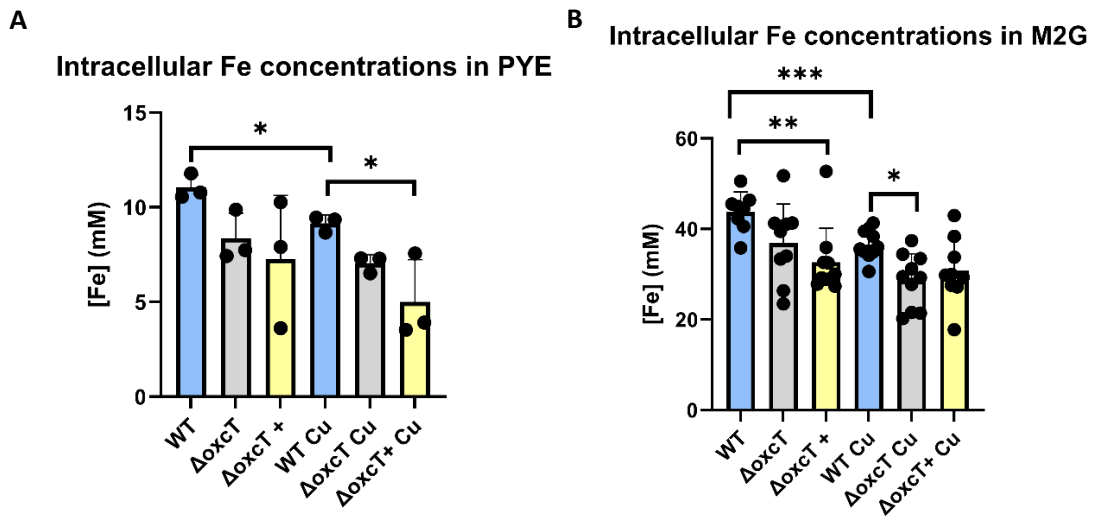 A
Intracellular Fe concentrations in PYE
[Fe] (mM)
15
10
5
0
*
*
WT
ΔoxcT
ΔoxcT +
WT Cu
ΔoxcT Cu
ΔoxcT+ Cu
B
Intracellular Fe concentrations in M2G
[Fe] (mM)
60
40
20
0
***
**
*
WT
ΔoxcT
ΔoxcT +
WT Cu
ΔoxcT Cu
ΔoxcT+ Cu